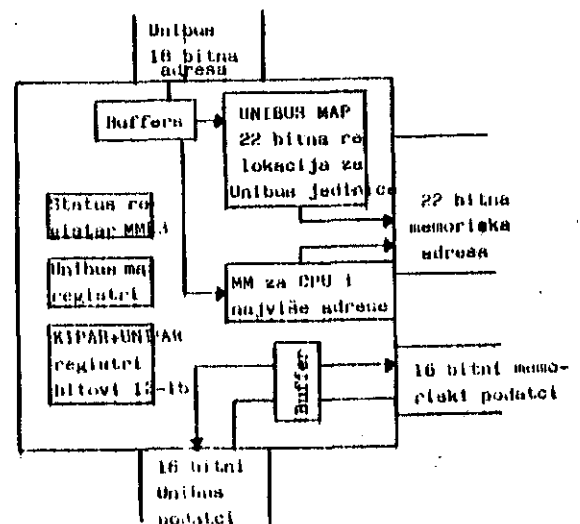 Unibus
18 bitna
adresa
Buffers
UNIBUS MAP
22 bitna re
lokacija za
Unibus jedinice
Status re
gistar MMR3
Unibus map
registri
22 bitna
memorijska
adresa
MM za CPU i
najviše adrese
KIPAR+UNIPAR
registri
bitovi 12-15
Buffer
16 bitni memo-
rijski podatci
16 bitni
Unibus
podatci